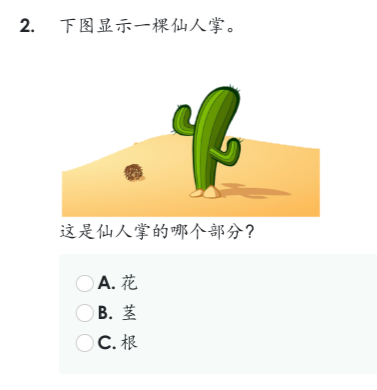 2. 下图显示一棵仙人掌。
这是仙人掌的哪个部分?
A. 花
B. 茎
C. 根